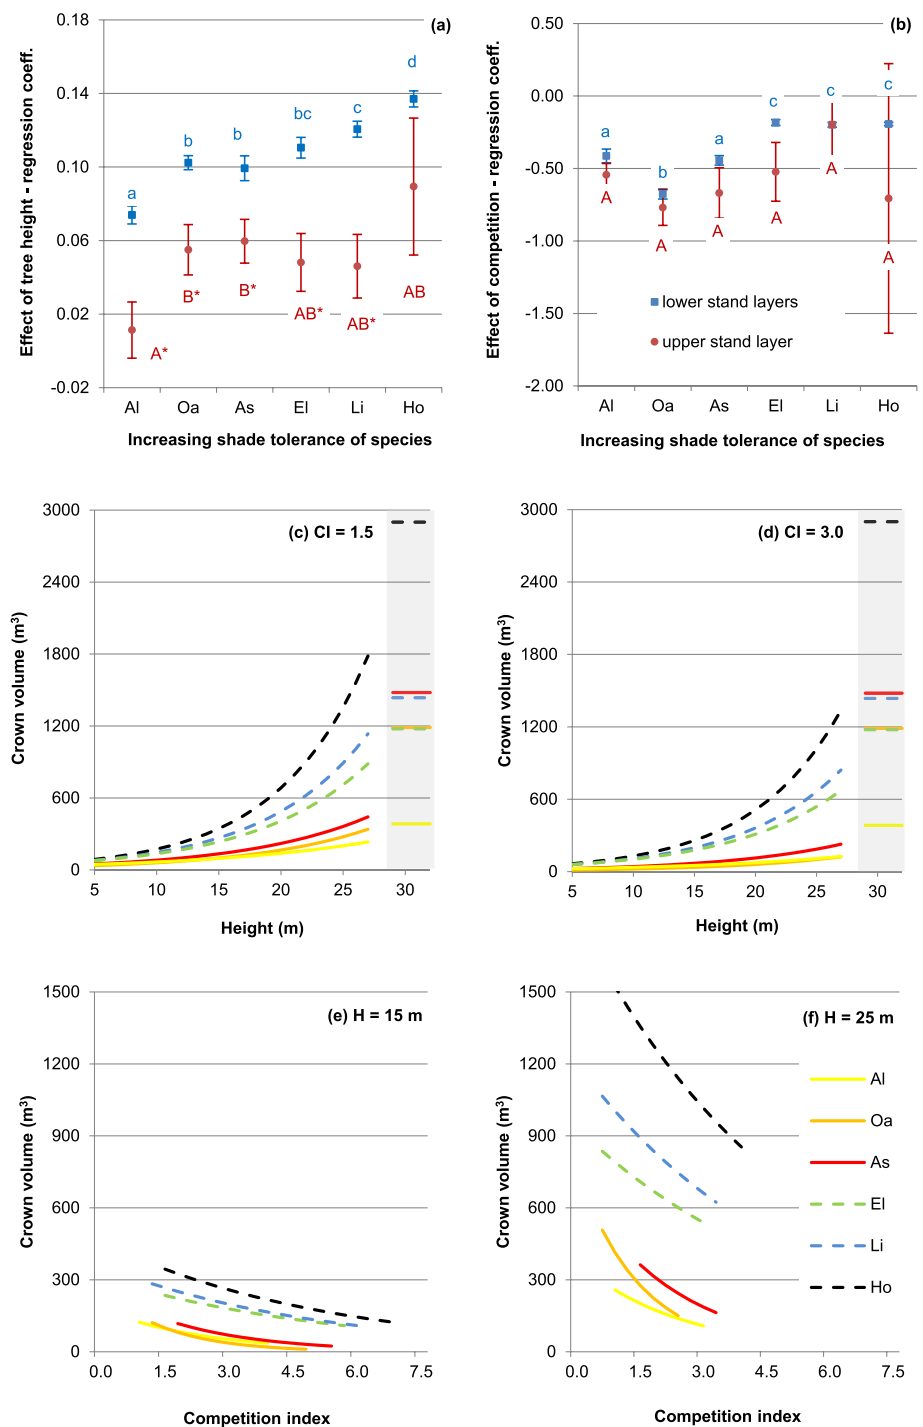 (a)
Effect of tree height - regression coeff.
0.18
0.14
0.10
0.06
0.02
-0.02
a
b
b
bc
c
d
A*
B*
B*
AB*
AB*
AB
Al Oa As El Li Ho
Increasing shade tolerance of species
(b)
Effect of competition - regression coeff.
0.50
0.00
-0.50
-1.00
-1.50
-2.00
a
b
a
c
c
c
A
A
A
A
A
A
lower stand layers
upper stand layer
Al Oa As El Li Ho
Increasing shade tolerance of species
(c) CI = 1.5
Crown volume (m³)
3000
2400
1800
1200
600
0
5 10 15 20 25 30
Height (m)
(d) CI = 3.0
Crown volume (m³)
3000
2400
1800
1200
600
0
5 10 15 20 25 30
Height (m)
(e) H = 15 m
Crown volume (m³)
1500
1200
900
600
300
0
0.0 1.5 3.0 4.5 6.0 7.5
Competition index
(f) H = 25 m
Crown volume (m³)
1500
1200
900
600
300
0
0.0 1.5 3.0 4.5 6.0 7.5
Competition index
Al
Oa
As
El
Li
Ho